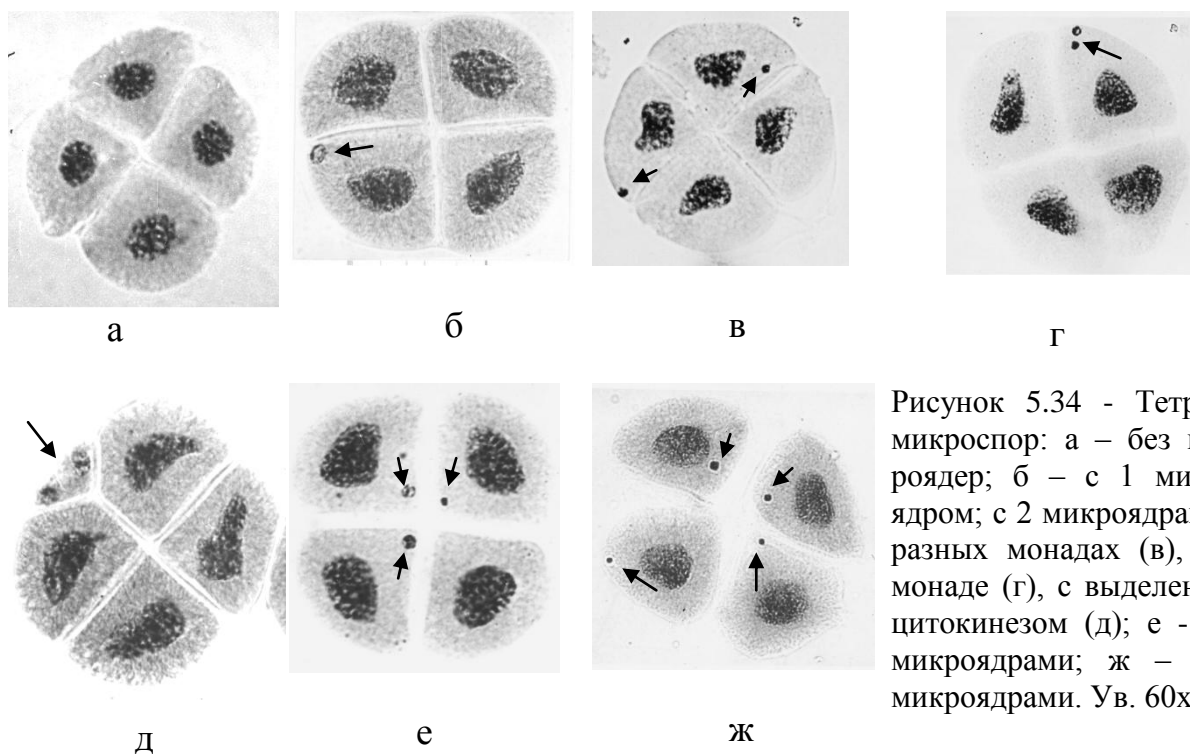 а
б
в
г
Рисунок 5.34 - Тетр
микроспор: а – без
роядер; б – с 1 ми
ядром; с 2 микроядра
разных монадах (в),
монаде (г), с выделен
цитокинезом (д); е -
микроядрами; ж –
микроядрами. Ув. 60х
д
е
ж